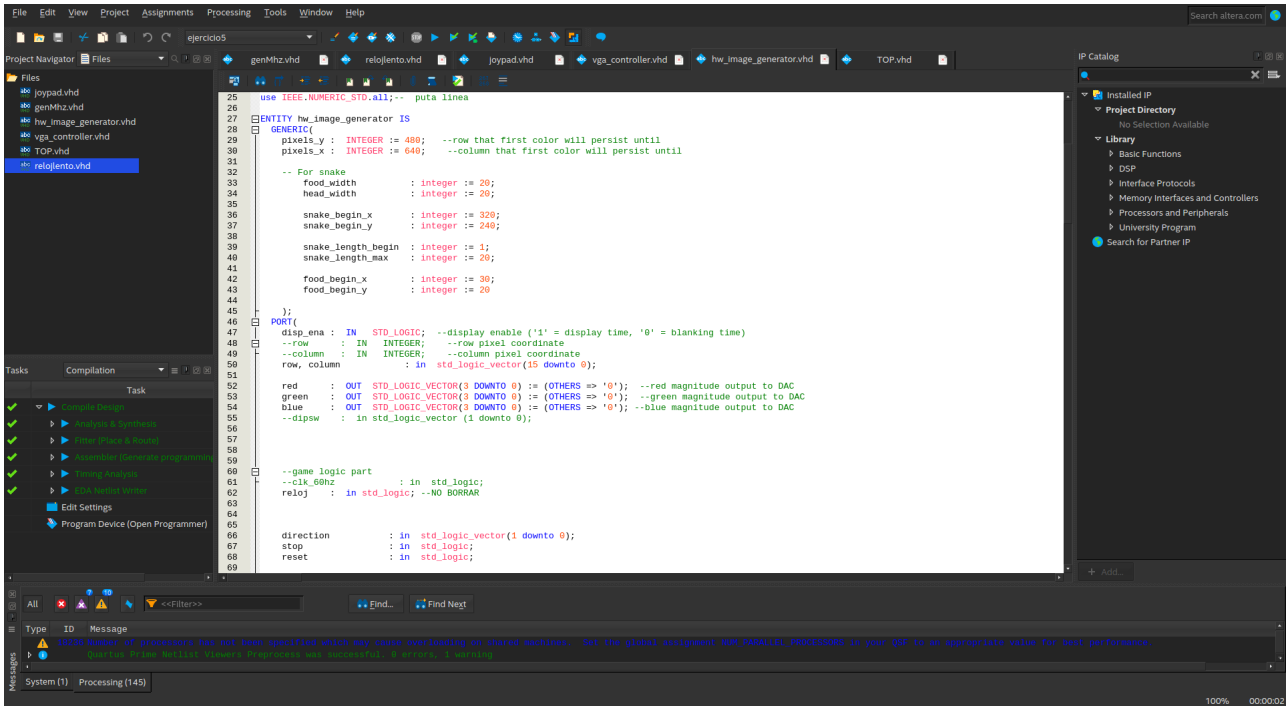 File Edit View Project Assignments Processing Tools Window Help
Search altera.com
ejercicio5
Project Navigator Files
genMhz.vhd relojlento.vhd joypad.vhd vga_controller.vhd hw_image_generator.vhd TOP.vhd
IP Catalog
Files
joypad.vhd
genMhz.vhd
hw_image_generator.vhd
vga_controller.vhd
TOP.vhd
relojlento.vhd
25 use IEEE.NUMERIC_STD.all;-- puta linea
26
27 ENTITY hw_image_generator IS
28 GENERIC(
29 pixels_y : INTEGER := 480; --row that first color will persist until
30 pixels_x : INTEGER := 640; --column that first color will persist until
31
32 -- For snake
33 food_width : integer := 20;
34 head_width : integer := 20;
35
36 snake_begin_x : integer := 320;
37 snake_begin_y : integer := 240;
38
39 snake_length_begin : integer := 1;
40 snake_length_max : integer := 20;
41
42 food_begin_x : integer := 30;
43 food_begin_y : integer := 20
44
45 );
46 PORT(
47 disp_ena : IN STD_LOGIC; --display enable ('1' = display time, '0' = blanking time)
48 --row : IN INTEGER; --row pixel coordinate
49 --column : IN INTEGER; --column pixel coordinate
50 row, column : in std_logic_vector(15 downto 0);
51
52 red : OUT STD_LOGIC_VECTOR(3 DOWNTO 0) := (OTHERS => '0'); --red magnitude output to DAC
53 green : OUT STD_LOGIC_VECTOR(3 DOWNTO 0) := (OTHERS => '0'); --green magnitude output to DAC
54 blue : OUT STD_LOGIC_VECTOR(3 DOWNTO 0) := (OTHERS => '0'); --blue magnitude output to DAC
55 --dipsw : in std_logic_vector (1 downto 0);
56
57
58
59
60 --game logic part
61 --clk_60hz : in std_logic;
62 reloj : in std_logic; --NO BORRAR
63
64
65
66 direction : in std_logic_vector(1 downto 0);
67 stop : in std_logic;
68 reset : in std_logic;
69
Installed IP
Project Directory
No Selection Available
Library
Basic Functions
DSP
Interface Protocols
Memory Interfaces and Controllers
Processors and Peripherals
University Program
Search for Partner IP
+ Add...
Tasks Compilation
Task
Compile Design
Analysis & Synthesis
Fitter (Place & Route)
Assembler (Generate programming
Timing Analysis
EDA Netlist Writer
Edit Settings
Program Device (Open Programmer)
All 7 10 <<Filter>> Find... Find Next
Type ID Message
Quartus Prime Netlist Viewers Preprocess was successful. 0 errors, 1 warning
Messages
System (1) Processing (145)
100% 00:00:02